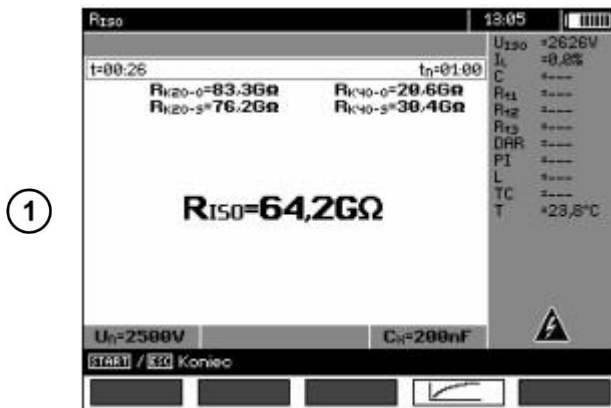 RISO 13:05
UISO =2626V
IL =0,0%
t=00:26 tn=01:00
C =---
RK20-O=83,3GΩ RK40-O=20,6GΩ
Rt1 =---
RK20-S=76,2GΩ RK40-S=30,4GΩ
Rt2 =---
Rt3 =---
DAR =---
PI =---
L =---
TC =---
1 RISO=64,2GΩ T =23,8°C
Un=2500V CX=200nF
START / ESC Koniec